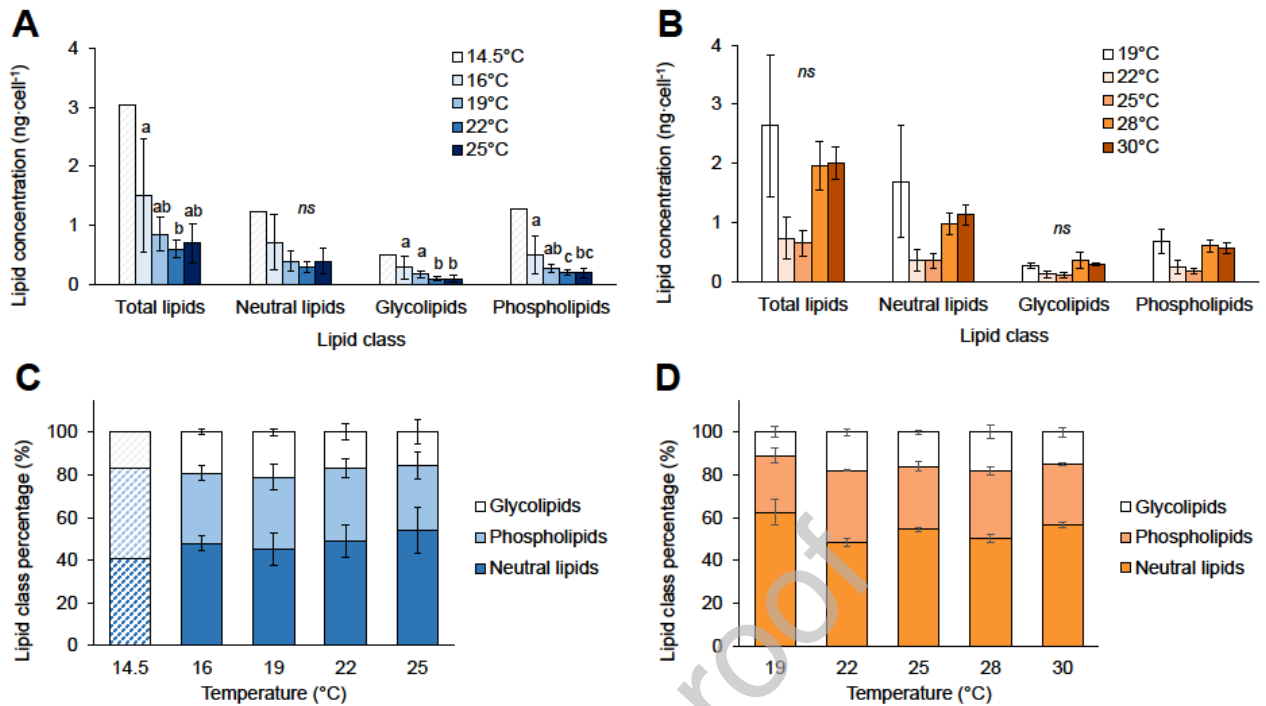 A
Lipid concentration (ng·cell⁻¹)
4
3
2
1
0
14.5°C
16°C
19°C
22°C
25°C
a
ab
b
ab
ns
a
a
b
b
a
ab
c
bc
Total lipids
Neutral lipids
Glycolipids
Phospholipids
Lipid class
B
Lipid concentration (ng·cell⁻¹)
4
3
2
1
0
19°C
22°C
25°C
28°C
30°C
ns
ns
Total lipids
Neutral lipids
Glycolipids
Phospholipids
Lipid class
C
Lipid class percentage (%)
100
80
60
40
20
0
14.5
16
19
22
25
Temperature (°C)
Glycolipids
Phospholipids
Neutral lipids
D
Lipid class percentage (%)
100
80
60
40
20
0
19
22
25
28
30
Temperature (°C)
Glycolipids
Phospholipids
Neutral lipids
roof